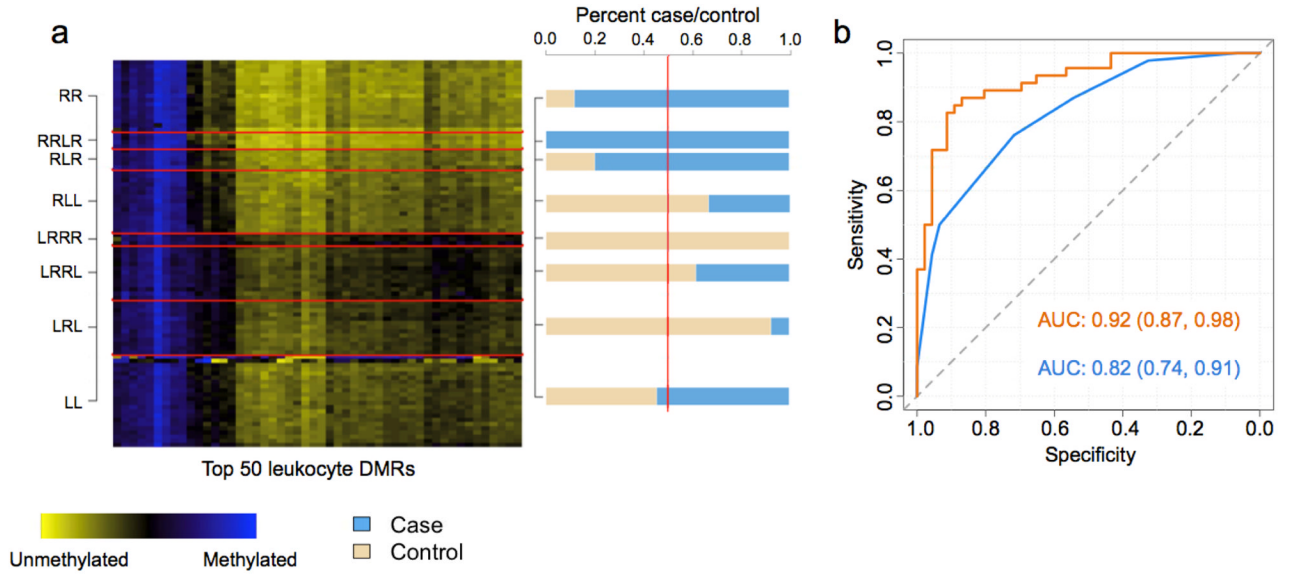 a
Percent case/control
0.0 0.2 0.4 0.6 0.8 1.0
RR
RRLR
RLR
RLL
LRRR
LRRL
LRL
LL
Top 50 leukocyte DMRs
Unmethylated Methylated
Case
Control
b
Sensitivity
1.0
0.8
0.6
0.4
0.2
0.0
AUC: 0.92 (0.87, 0.98)
AUC: 0.82 (0.74, 0.91)
1.0 0.8 0.6 0.4 0.2 0.0
Specificity